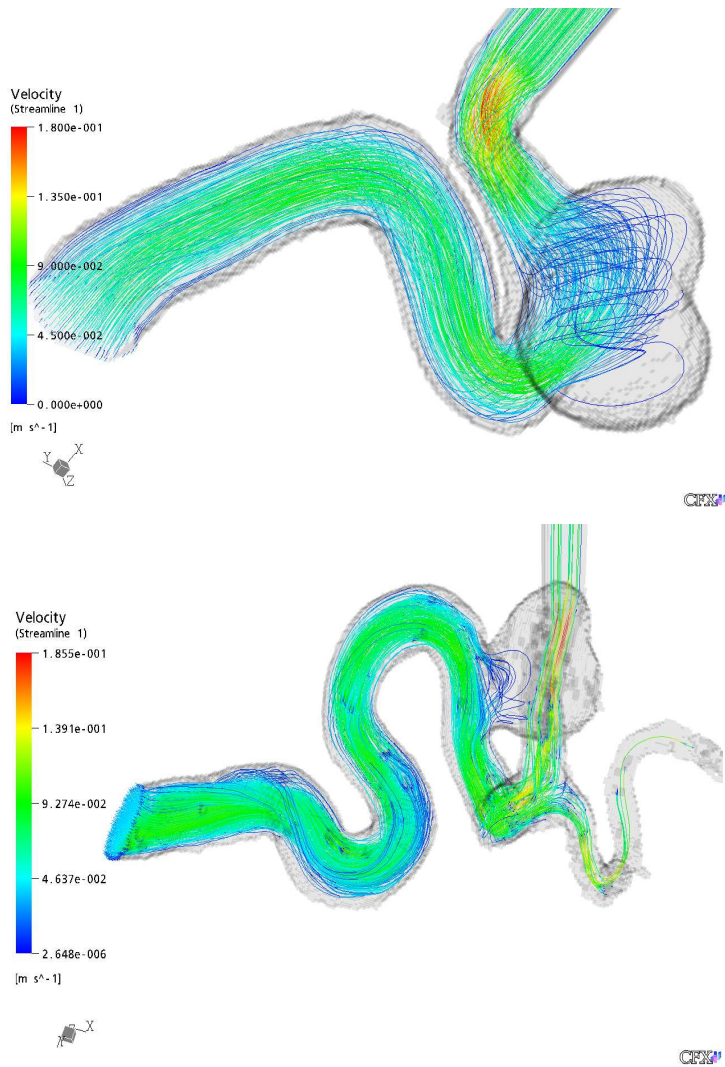 Velocity
(Streamline 1)
1.800e-001
1.350e-001
9.000e-002
4.500e-002
0.000e+000
[m s^-1]
Y X
Z
CFX
Velocity
(Streamline 1)
1.855e-001
1.391e-001
9.274e-002
4.637e-002
2.648e-006
[m s^-1]
X
CFX